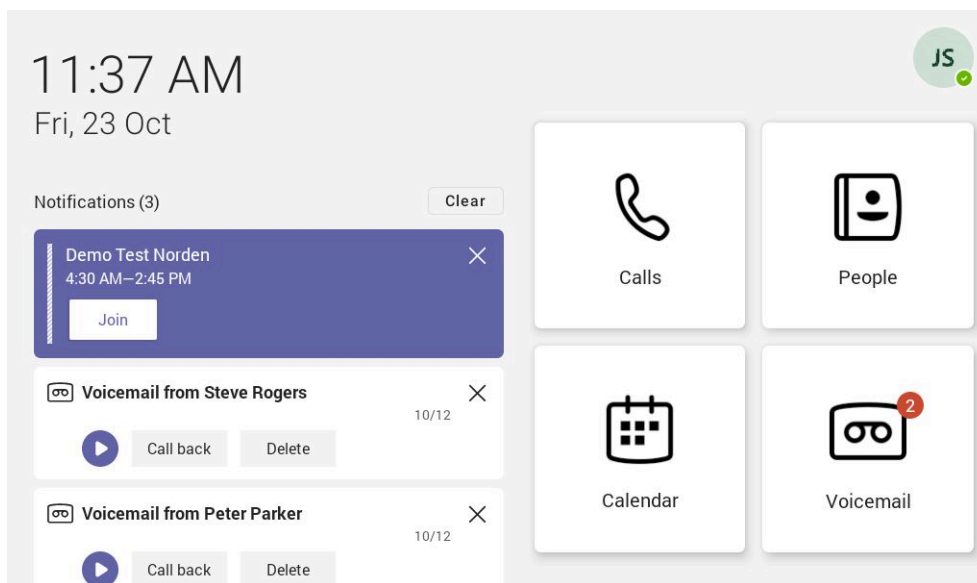 11:37 AM
Fri, 23 Oct
JS
Notifications (3)
Clear
Demo Test Norden
4:30 AM—2:45 PM
Join
Voicemail from Steve Rogers
10/12
Call back
Delete
Voicemail from Peter Parker
10/12
Call back
Delete
Calls
People
Calendar
2
Voicemail